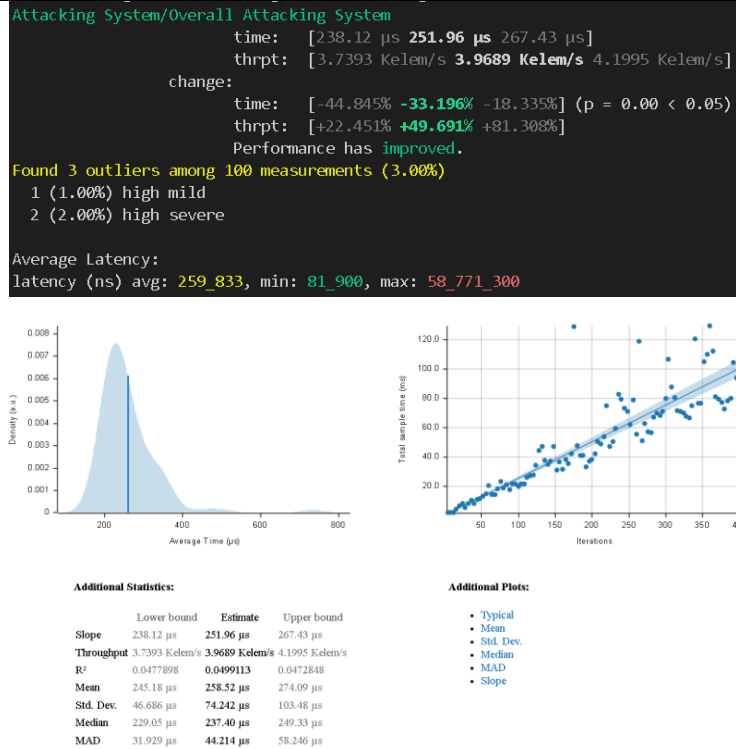 Attacking System/Overall Attacking System
time: [238.12 µs 251.96 µs 267.43 µs]
thrpt: [3.7393 Kelem/s 3.9689 Kelem/s 4.1995 Kelem/s]
change:
time: [-44.845% -33.196% -18.335%] (p = 0.00 < 0.05)
thrpt: [+22.451% +49.691% +81.308%]
Performance has improved.
Found 3 outliers among 100 measurements (3.00%)
1 (1.00%) high mild
2 (2.00%) high severe
Average Latency:
latency (ns) avg: 259_833, min: 81_900, max: 58_771_300
Density (a.u.)
0.008
0.007
0.006
0.005
0.004
0.003
0.002
0.001
0
200 400 600 800
Average Time (µs)
Total sample time (ms)
120.0
100.0
80.0
60.0
40.0
20.0
50 100 150 200 250 300 350 4
Iterations
Additional Statistics:
Lower bound Estimate Upper bound
Slope 238.12 µs 251.96 µs 267.43 µs
Throughput 3.7393 Kelem/s 3.9689 Kelem/s 4.1995 Kelem/s
R² 0.0477898 0.0499113 0.0472848
Mean 245.18 µs 258.52 µs 274.09 µs
Std. Dev. 46.686 µs 74.242 µs 103.48 µs
Median 229.05 µs 237.40 µs 249.33 µs
MAD 31.929 µs 44.214 µs 58.246 µs
Additional Plots:
Typical
Mean
Std. Dev.
Median
MAD
Slope